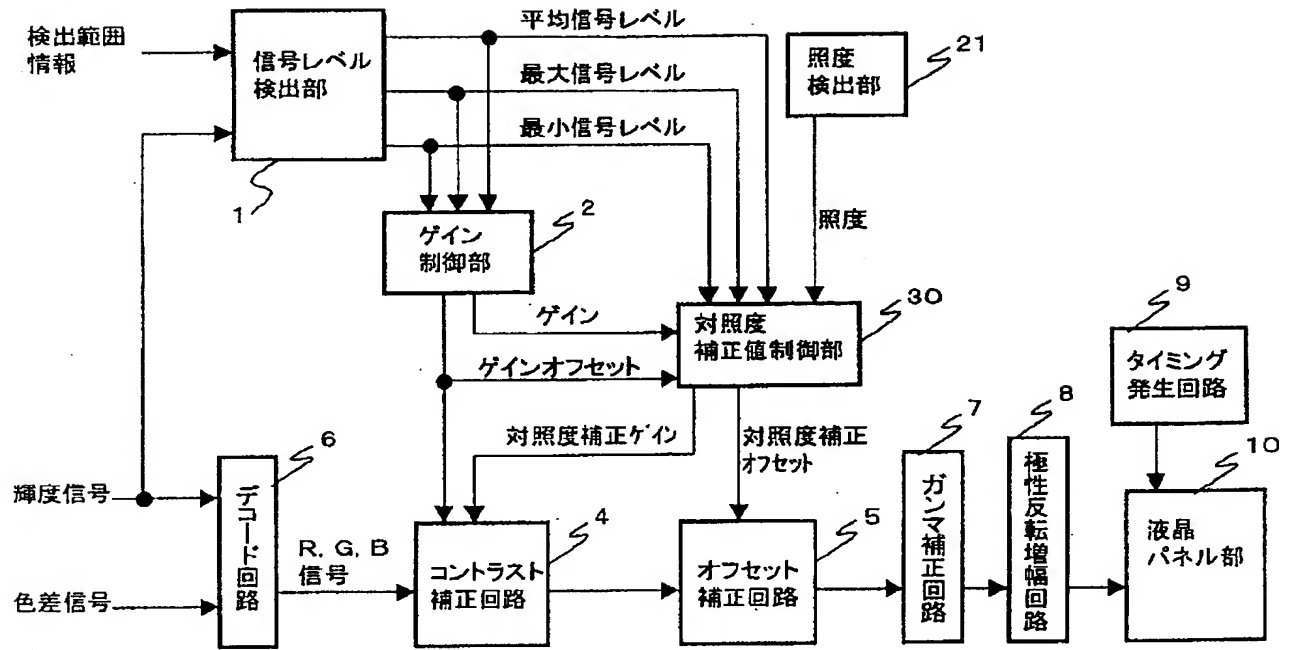 平均信号レベル
検出範囲
情報
信号レベル
検出部
照度
検出部
21
最大信号レベル
最小信号レベル
1
ゲイン
制御部
2
照度
ゲイン
対照度
補正値制御部
30
9
ゲインオフセット
タイミング
発生回路
対照度補正ゲイン
対照度補正
オフセット
6
7
8
10
輝度信号
デコード回路
R, G, B
信号
コントラスト
補正回路
4
オフセット
補正回路
5
ガンマ補正回路
極性反転増幅回路
液晶
パネル部
色差信号